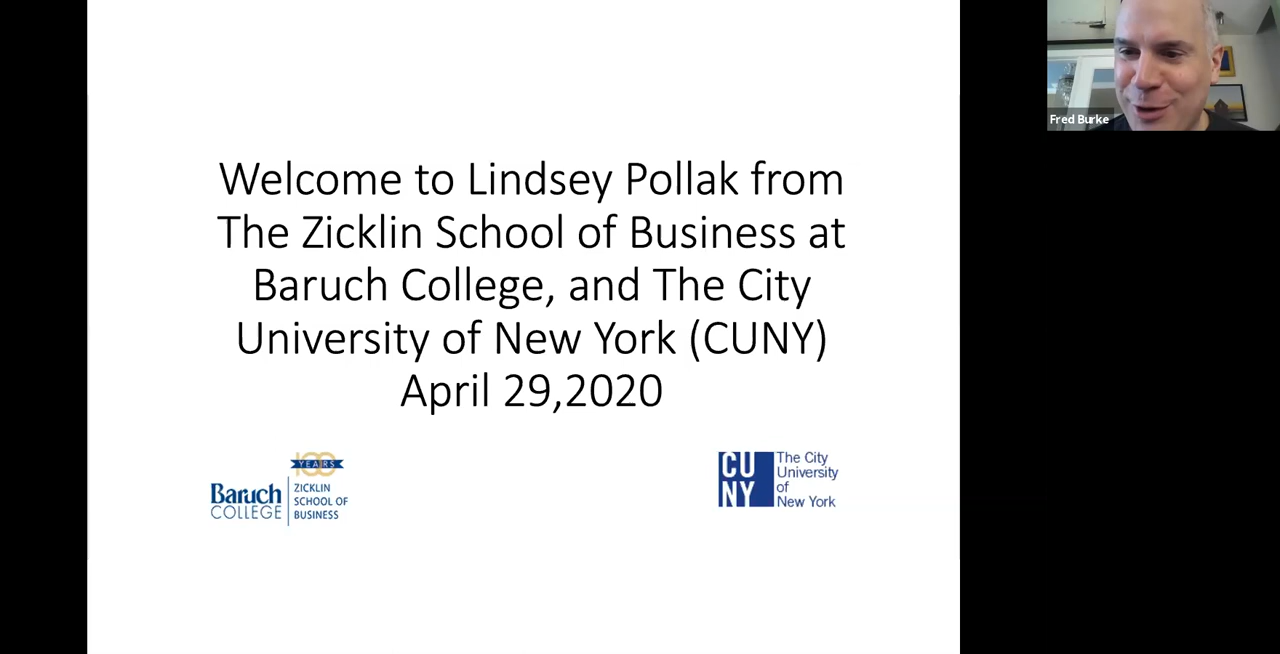 Welcome to Lindsey Pollak from
The Zicklin School of Business at
Baruch College, and The City
University of New York (CUNY)
April 29,2020
100
YEARS
Baruch
COLLEGE
ZICKLIN
SCHOOL OF
BUSINESS
CU
NY
The City
University
of
New York
Fred Burke